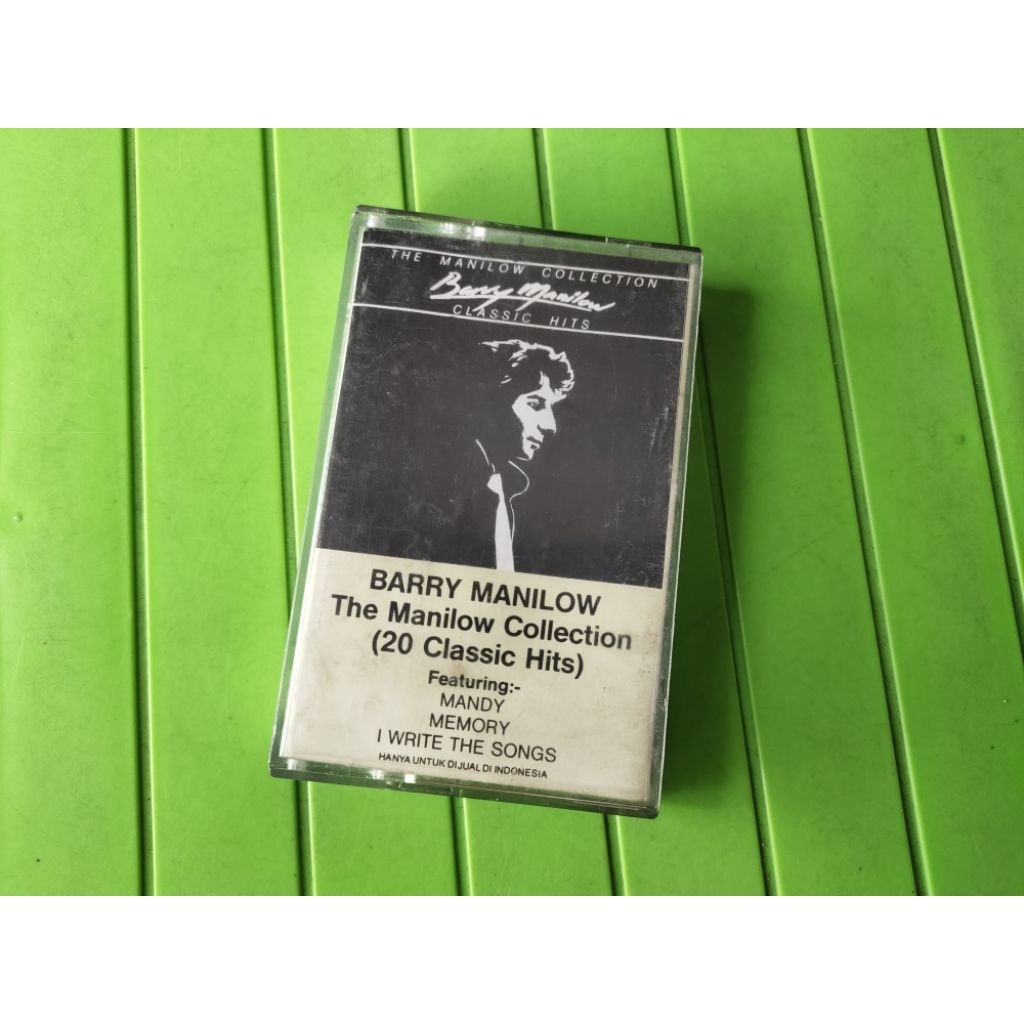 THE MANILOW COLLECTION
Barry Manilow
CLASSIC HITS
BARRY MANILOW
The Manilow Collection
(20 Classic Hits)
Featuring:-
MANDY
MEMORY
I WRITE THE SONGS
HANYA UNTUK DIJUAL DI INDONESIA